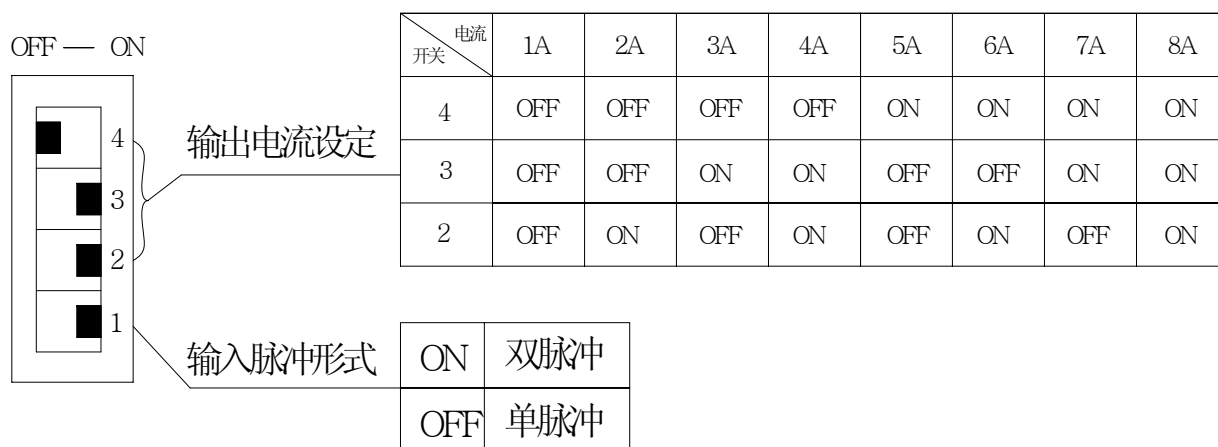 OFF — ON
4
3
2
1
输出电流设定
电流
开关 1A 2A 3A 4A 5A 6A 7A 8A
4 OFF OFF OFF OFF ON ON ON ON
3 OFF OFF ON ON OFF OFF ON ON
2 OFF ON OFF ON OFF ON OFF ON
输入脉冲形式
ON 双脉冲
OFF 单脉冲